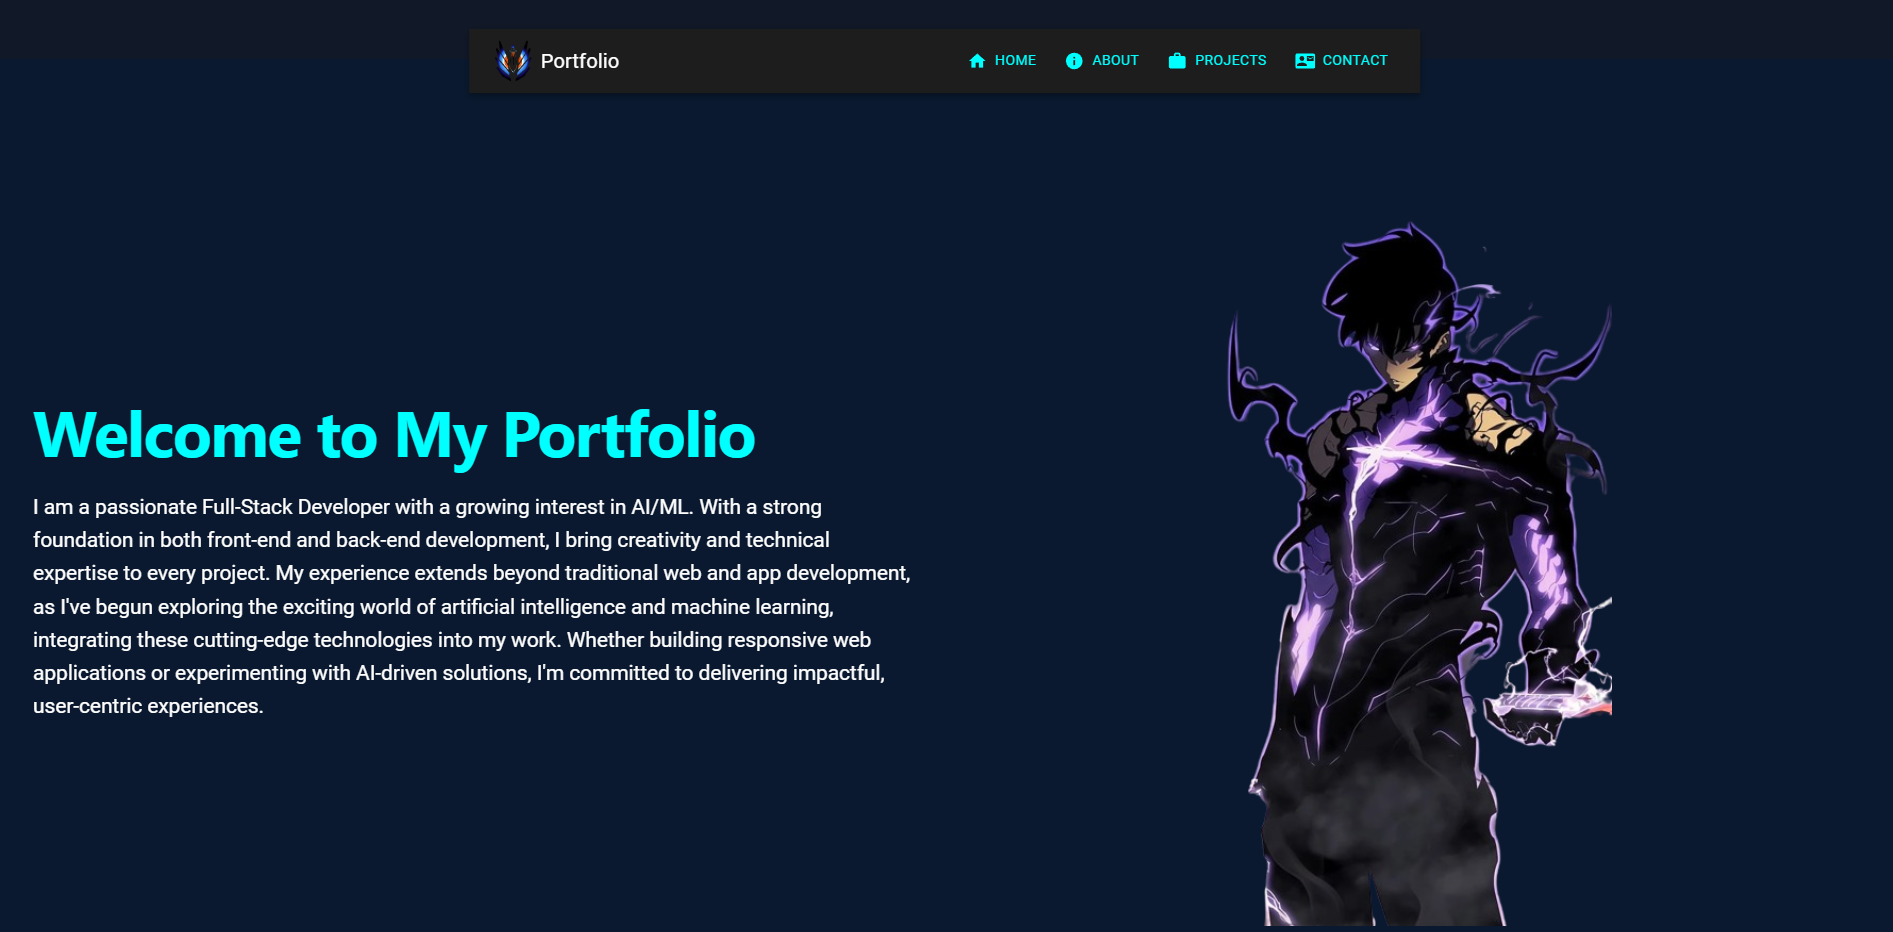 Portfolio
HOME
ABOUT
PROJECTS
CONTACT
Welcome to My Portfolio
I am a passionate Full-Stack Developer with a growing interest in AI/ML. With a strong
foundation in both front-end and back-end development, I bring creativity and technical
expertise to every project. My experience extends beyond traditional web and app development,
as I've begun exploring the exciting world of artificial intelligence and machine learning,
integrating these cutting-edge technologies into my work. Whether building responsive web
applications or experimenting with AI-driven solutions, I'm committed to delivering impactful,
user-centric experiences.